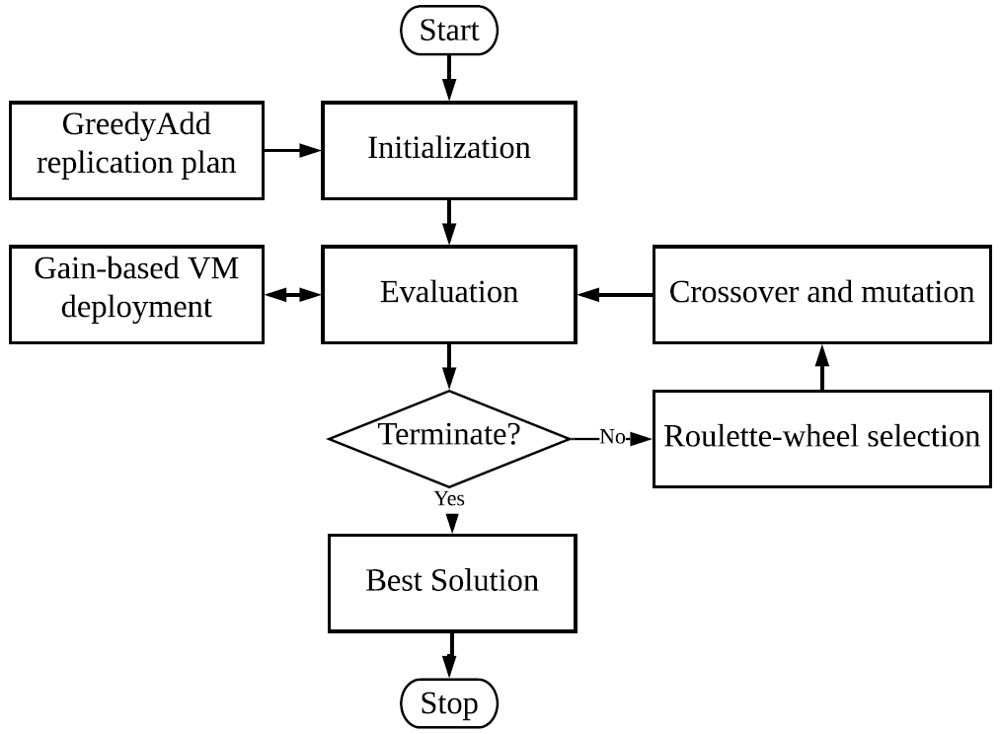 Start
GreedyAdd
replication plan
Initialization
Gain-based VM
deployment
Evaluation
Crossover and mutation
Terminate?
No
Roulette-wheel selection
Yes
Best Solution
Stop